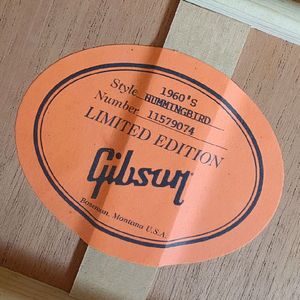 1960'S
Style HUMMINGBIRD
Number 11579074
LIMITED EDITION
Gibson
Bozeman, Montana U.S.A.